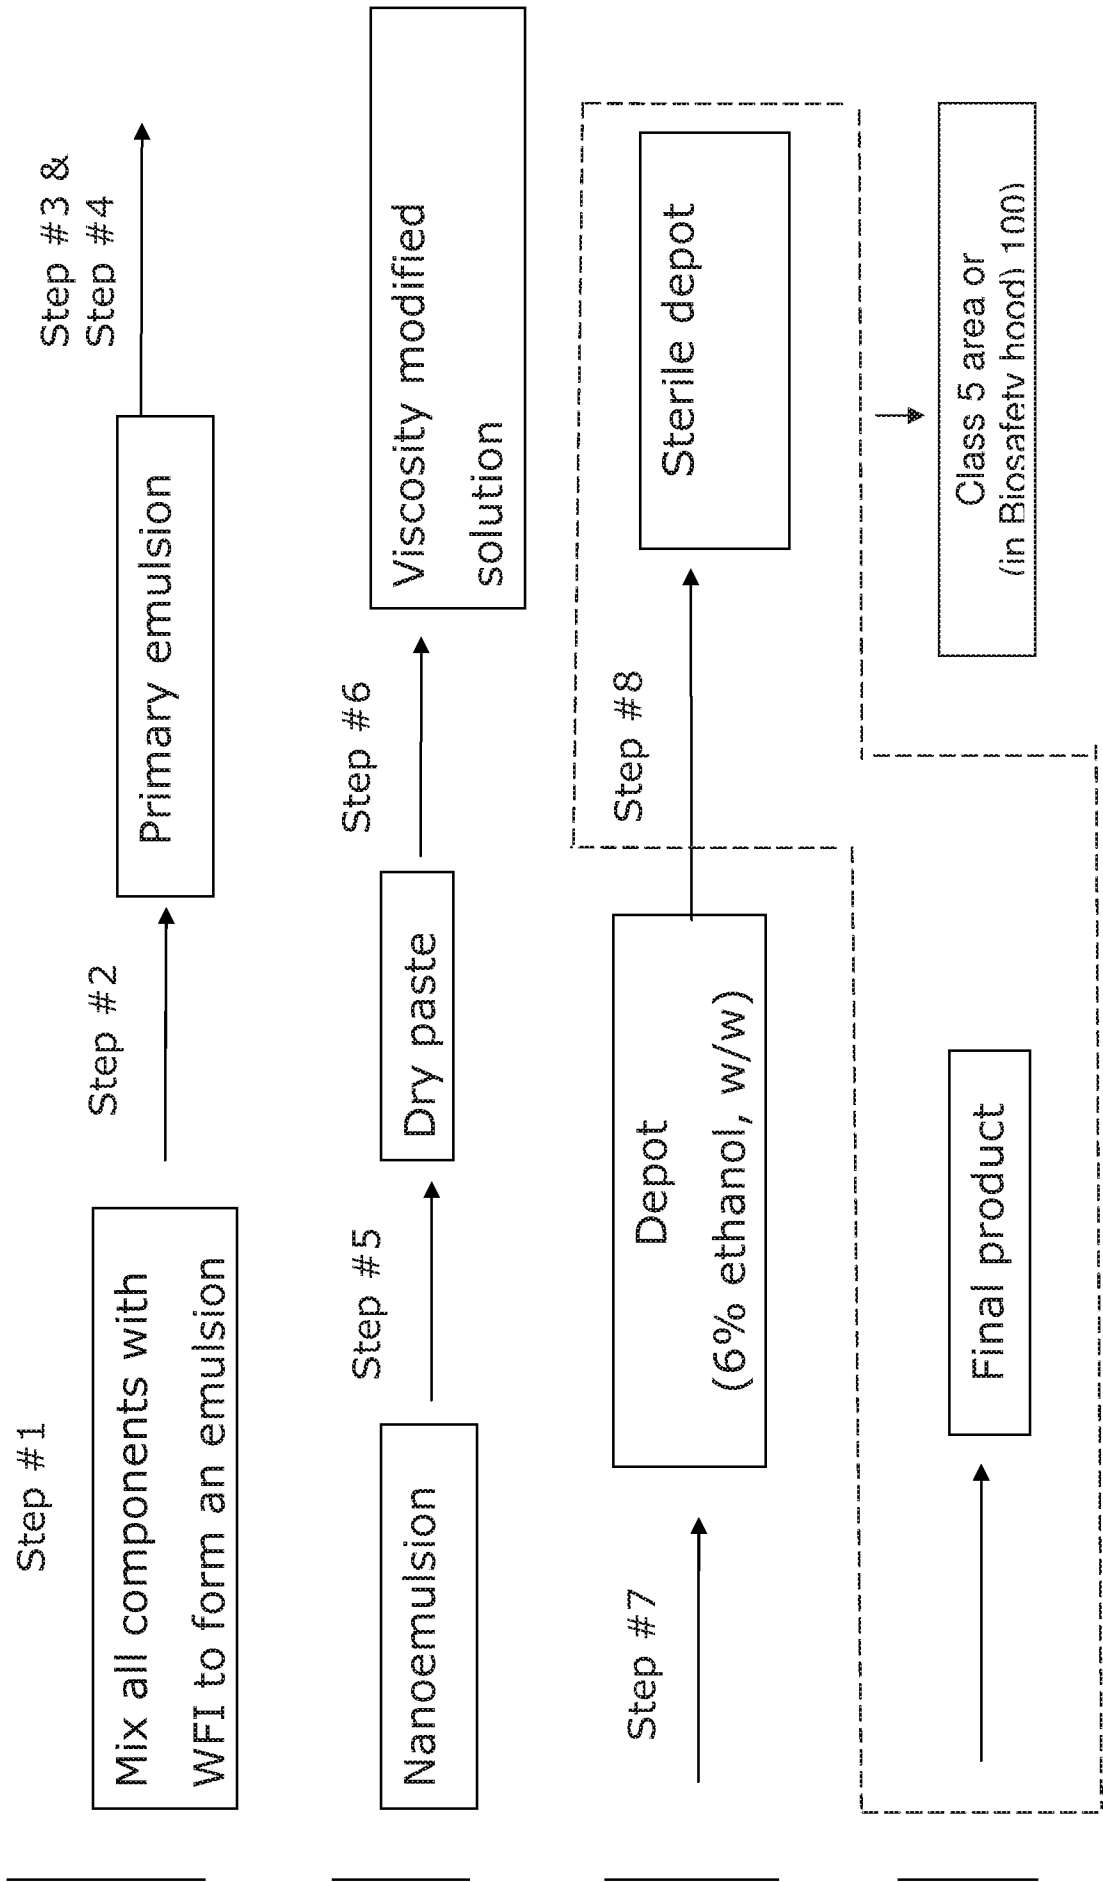 Step #1
Mix all components with
WFI to form an emulsion
Step #2
Primary emulsion
Step #3 &
Step #4
Nanoemulsion
Step #5
Dry paste
Step #6
Viscosity modified
solution
Step #7
Depot
(6% ethanol, w/w)
Step #8
Sterile depot
Final product
Class 5 area or
(in Biosafety hood) 100)